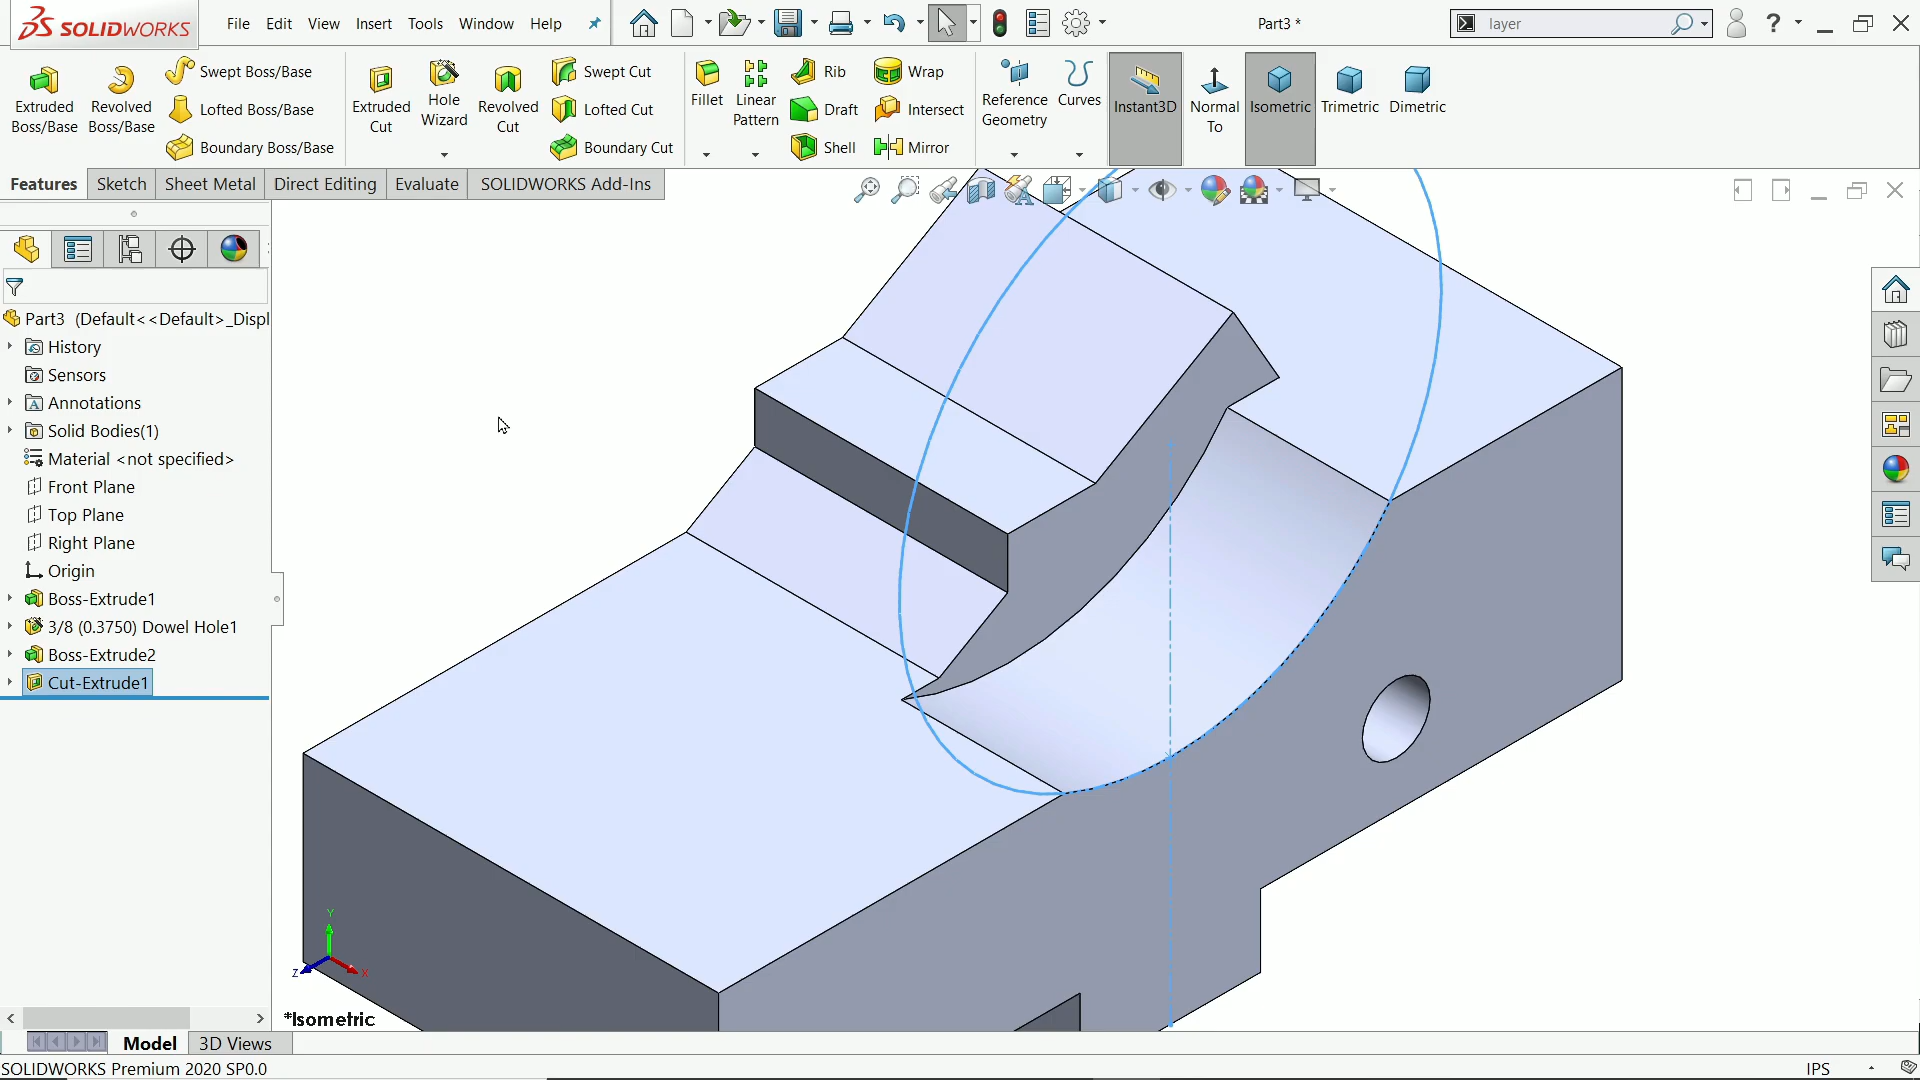 SOLIDWORKS
File Edit View Insert Tools Window Help
Part3 *
layer
?
Extruded Boss/Base
Revolved Boss/Base
Swept Boss/Base
Lofted Boss/Base
Boundary Boss/Base
Extruded Cut
Hole Wizard
Revolved Cut
Swept Cut
Lofted Cut
Boundary Cut
Fillet
Linear Pattern
Rib
Draft
Shell
Wrap
Intersect
Mirror
Reference Geometry
Curves
Instant3D
Normal To
Isometric
Trimetric
Dimetric
Features Sketch Sheet Metal Direct Editing Evaluate SOLIDWORKS Add-Ins
Part3 (Default<<Default>_Displ
History
Sensors
Annotations
Solid Bodies(1)
Material <not specified>
Front Plane
Top Plane
Right Plane
Origin
Boss-Extrude1
3/8 (0.3750) Dowel Hole1
Boss-Extrude2
Cut-Extrude1
Y
Z X
*Isometric
Model 3D Views
SOLIDWORKS Premium 2020 SP0.0
IPS